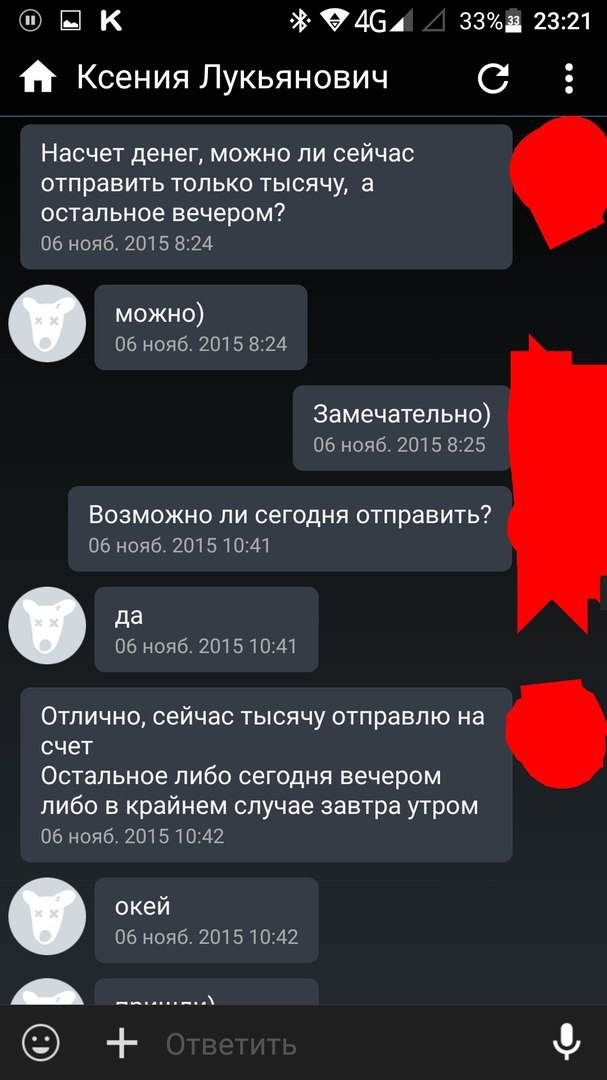 33% 33 23:21
4G
Ксения Лукьянович
Насчет денег, можно ли сейчас
отправить только тысячу, а
остальное вечером?
06 нояб. 2015 8:24
можно)
06 нояб. 2015 8:24
Замечательно)
06 нояб. 2015 8:25
Возможно ли сегодня отправить?
06 нояб. 2015 10:41
да
06 нояб. 2015 10:41
Отлично, сейчас тысячу отправлю на
счет
Остальное либо сегодня вечером
либо в крайнем случае завтра утром
06 нояб. 2015 10:42
окей
06 нояб. 2015 10:42
Ответить